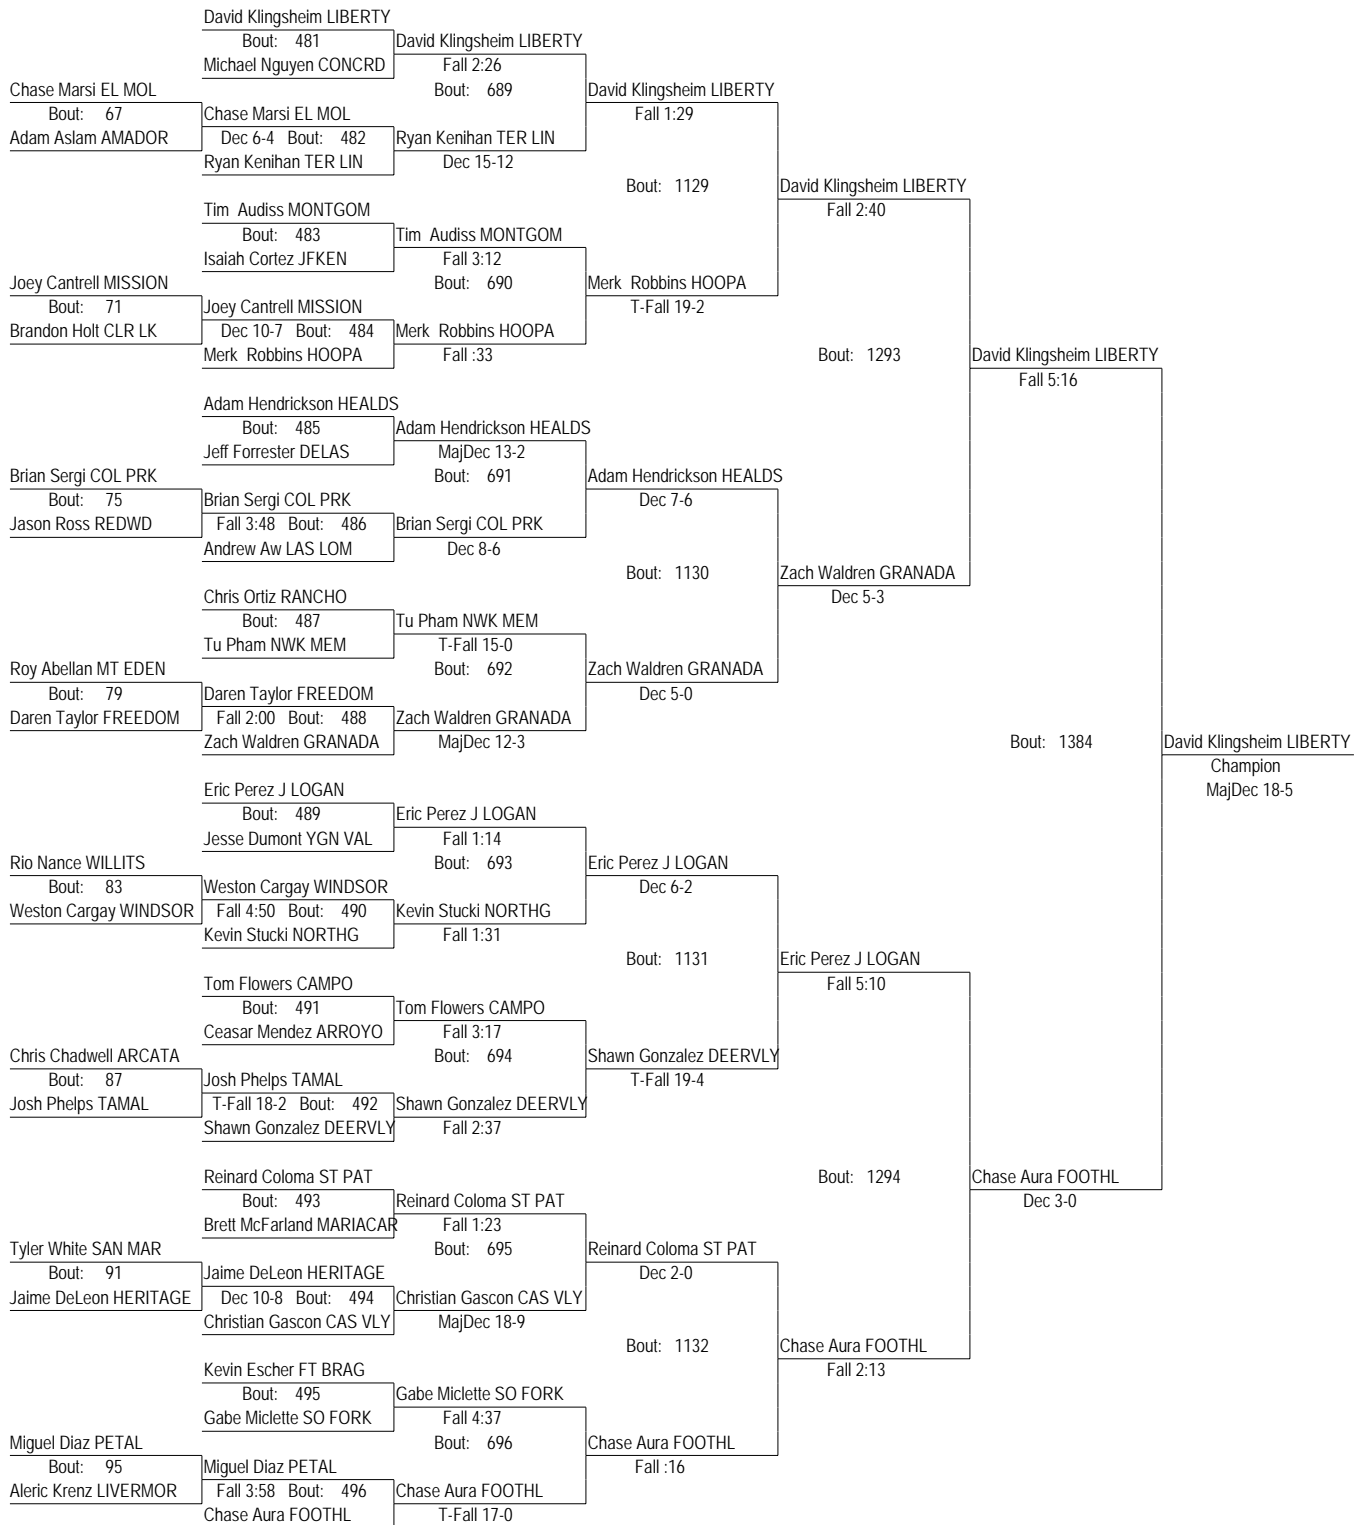 David Klingsheim LIBERTY
Bout: 481 David Klingsheim LIBERTY
Michael Nguyen CONCRD Fall 2:26
Chase Marsi EL MOL Bout: 689 David Klingsheim LIBERTY
Bout: 67 Chase Marsi EL MOL Fall 1:29
Adam Aslam AMADOR Dec 6-4 Bout: 482 Ryan Kenihan TER LIN
Ryan Kenihan TER LIN Dec 15-12
Bout: 1129 David Klingsheim LIBERTY
Tim Audiss MONTGOM Fall 2:40
Bout: 483 Tim Audiss MONTGOM
Isaiah Cortez JFKEN Fall 3:12
Joey Cantrell MISSION Bout: 690 Merk Robbins HOOPA
Bout: 71 Joey Cantrell MISSION T-Fall 19-2
Brandon Holt CLR LK Dec 10-7 Bout: 484 Merk Robbins HOOPA
Merk Robbins HOOPA Fall :33 Bout: 1293 David Klingsheim LIBERTY
Fall 5:16
Adam Hendrickson HEALDS
Bout: 485 Adam Hendrickson HEALDS
Jeff Forrester DELAS MajDec 13-2
Brian Sergi COL PRK Bout: 691 Adam Hendrickson HEALDS
Bout: 75 Brian Sergi COL PRK Dec 7-6
Jason Ross REDWD Fall 3:48 Bout: 486 Brian Sergi COL PRK
Andrew Aw LAS LOM Dec 8-6
Bout: 1130 Zach Waldren GRANADA
Chris Ortiz RANCHO Dec 5-3
Bout: 487 Tu Pham NWK MEM
Tu Pham NWK MEM T-Fall 15-0
Roy Abellan MT EDEN Bout: 692 Zach Waldren GRANADA
Bout: 79 Daren Taylor FREEDOM Dec 5-0
Daren Taylor FREEDOM Fall 2:00 Bout: 488 Zach Waldren GRANADA
Zach Waldren GRANADA MajDec 12-3 Bout: 1384 David Klingsheim LIBERTY
Champion
Eric Perez J LOGAN MajDec 18-5
Bout: 489 Eric Perez J LOGAN
Jesse Dumont YGN VAL Fall 1:14
Rio Nance WILLITS Bout: 693 Eric Perez J LOGAN
Bout: 83 Weston Cargay WINDSOR Dec 6-2
Weston Cargay WINDSOR Fall 4:50 Bout: 490 Kevin Stucki NORTHG
Kevin Stucki NORTHG Fall 1:31
Bout: 1131 Eric Perez J LOGAN
Tom Flowers CAMPO Fall 5:10
Bout: 491 Tom Flowers CAMPO
Ceasar Mendez ARROYO Fall 3:17
Chris Chadwell ARCATA Bout: 694 Shawn Gonzalez DEERVLY
Bout: 87 Josh Phelps TAMAL T-Fall 19-4
Josh Phelps TAMAL T-Fall 18-2 Bout: 492 Shawn Gonzalez DEERVLY
Shawn Gonzalez DEERVLY Fall 2:37
Reinard Coloma ST PAT Bout: 1294 Chase Aura FOOTHL
Bout: 493 Reinard Coloma ST PAT Dec 3-0
Brett McFarland MARIACAR Fall 1:23
Tyler White SAN MAR Bout: 695 Reinard Coloma ST PAT
Bout: 91 Jaime DeLeon HERITAGE Dec 2-0
Jaime DeLeon HERITAGE Dec 10-8 Bout: 494 Christian Gascon CAS VLY
Christian Gascon CAS VLY MajDec 18-9
Bout: 1132 Chase Aura FOOTHL
Kevin Escher FT BRAG Fall 2:13
Bout: 495 Gabe Miclette SO FORK
Gabe Miclette SO FORK Fall 4:37
Miguel Diaz PETAL Bout: 696 Chase Aura FOOTHL
Bout: 95 Miguel Diaz PETAL Fall :16
Aleric Krenz LIVERMOR Fall 3:58 Bout: 496 Chase Aura FOOTHL
Chase Aura FOOTHL T-Fall 17-0